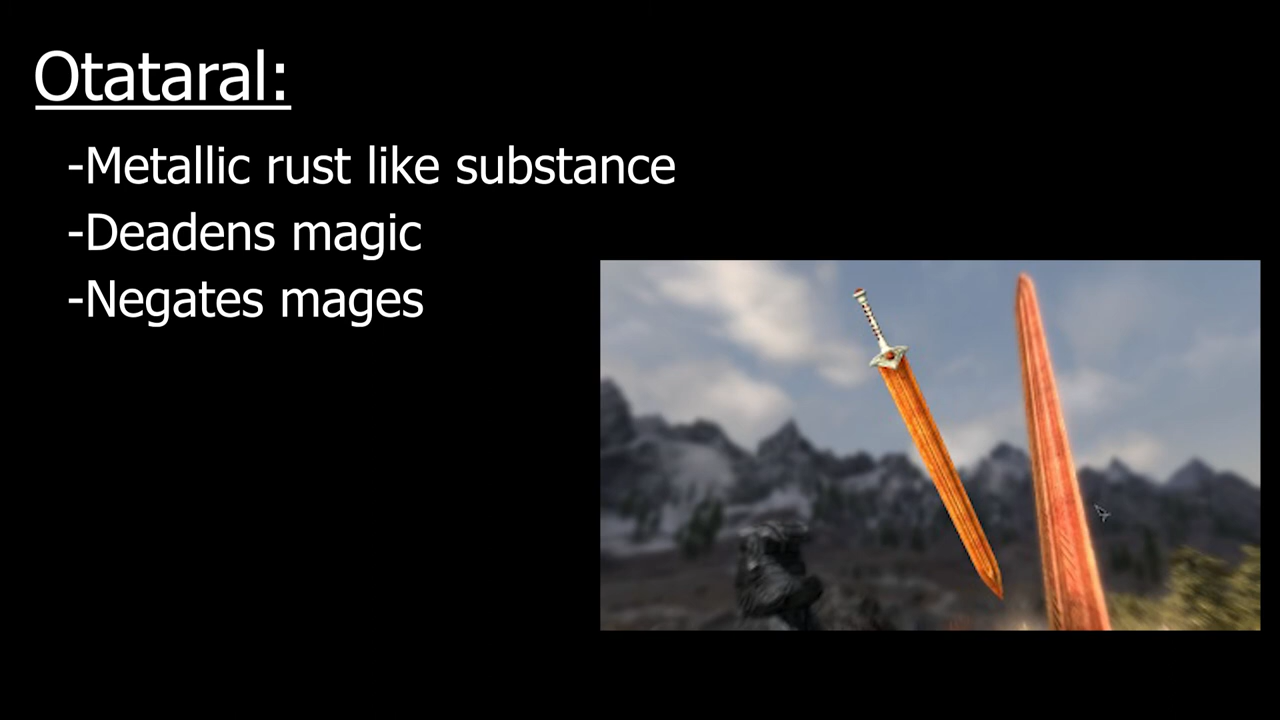 Otataral:
-Metallic rust like substance
-Deadens magic
-Negates mages